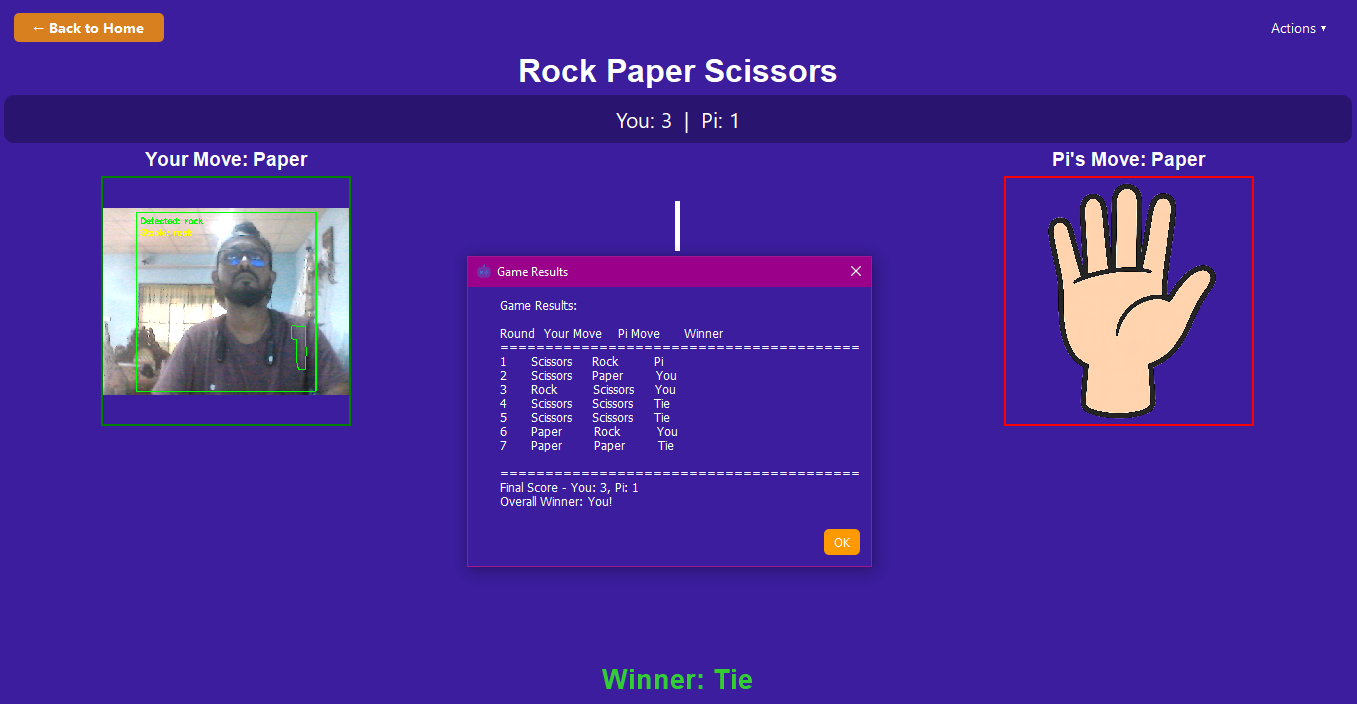 ← Back to Home
Actions ▾
Rock Paper Scissors
You: 3 | Pi: 1
Your Move: Paper
Pi's Move: Paper
Detected: rock
Game Results
Game Results:
Round Your Move Pi Move Winner
========================================
1 Scissors Rock Pi
2 Scissors Paper You
3 Rock Scissors You
4 Scissors Scissors Tie
5 Scissors Scissors Tie
6 Paper Rock You
7 Paper Paper Tie
========================================
Final Score - You: 3, Pi: 1
Overall Winner: You!
OK
Winner: Tie